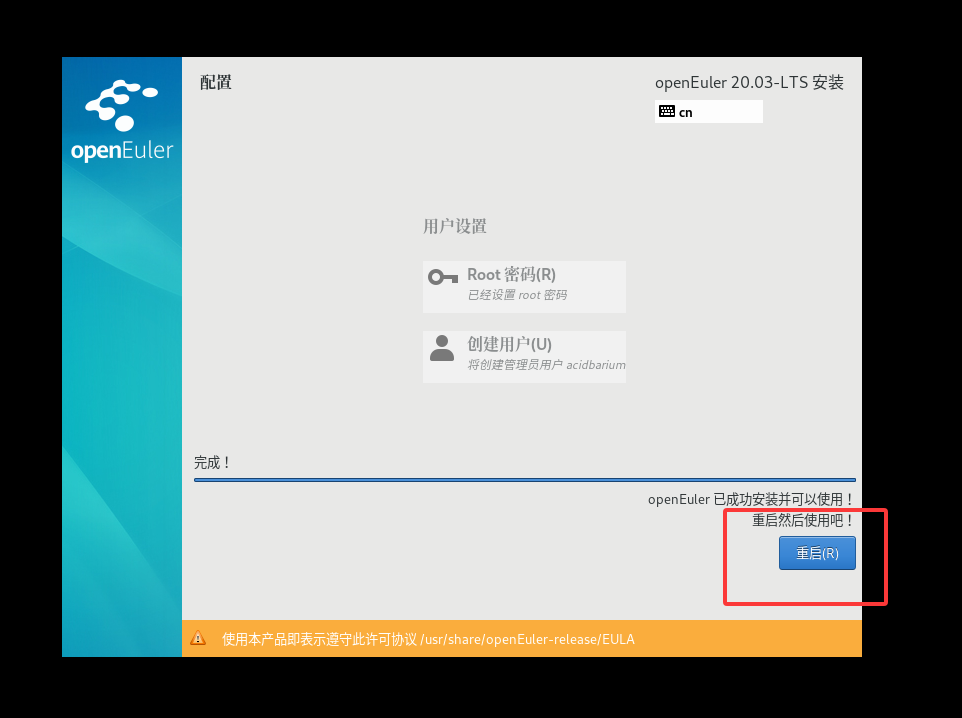 配置
openEuler 20.03-LTS 安装
cn
openEuler
用户设置
Root 密码(R)
已经设置 root 密码
创建用户(U)
将创建管理员用户 acidbarium
完成！
openEuler 已成功安装并可以使用！
重启然后使用吧！
重启(R)
使用本产品即表示遵守此许可协议 /usr/share/openEuler-release/EULA